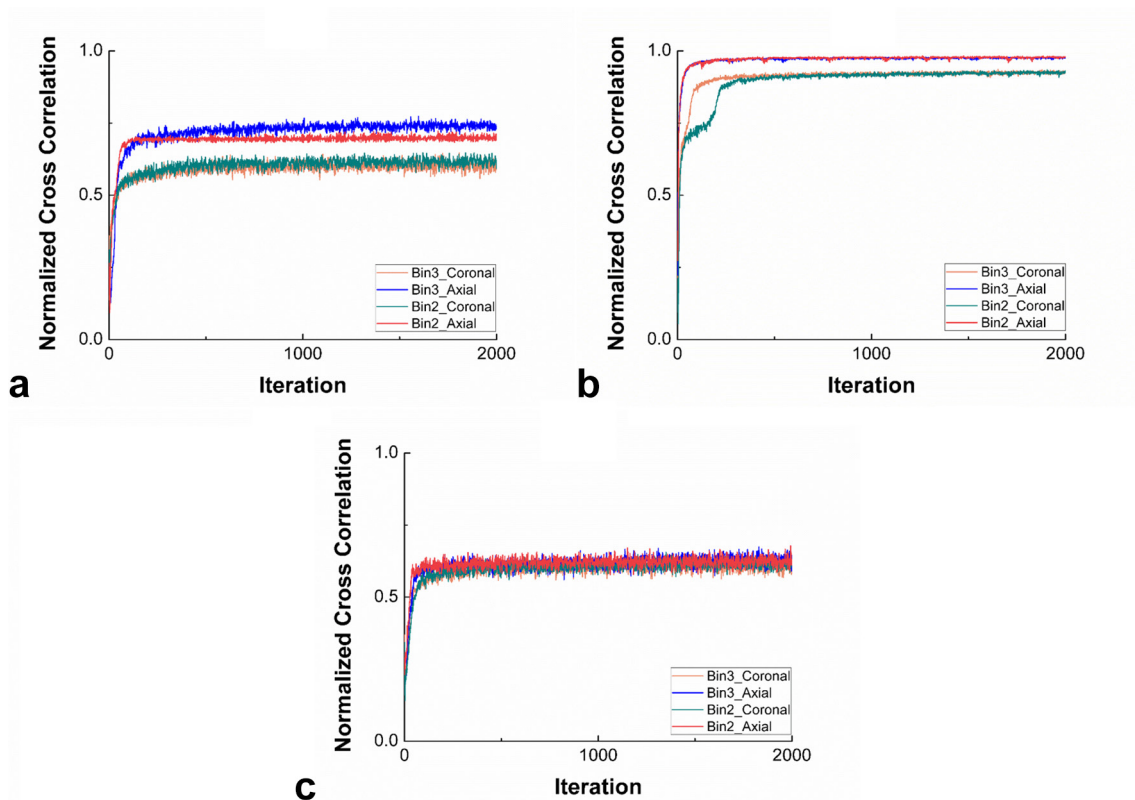 Normalized Cross Correlation
1.0
0.5
0.0
0
1000
2000
Iteration
Bin3_Coronal
Bin3_Axial
Bin2_Coronal
Bin2_Axial
a
Normalized Cross Correlation
1.0
0.5
0.0
0
1000
2000
Iteration
Bin3_Coronal
Bin3_Axial
Bin2_Coronal
Bin2_Axial
b
Normalized Cross Correlation
1.0
0.5
0.0
0
1000
2000
Iteration
Bin3_Coronal
Bin3_Axial
Bin2_Coronal
Bin2_Axial
c